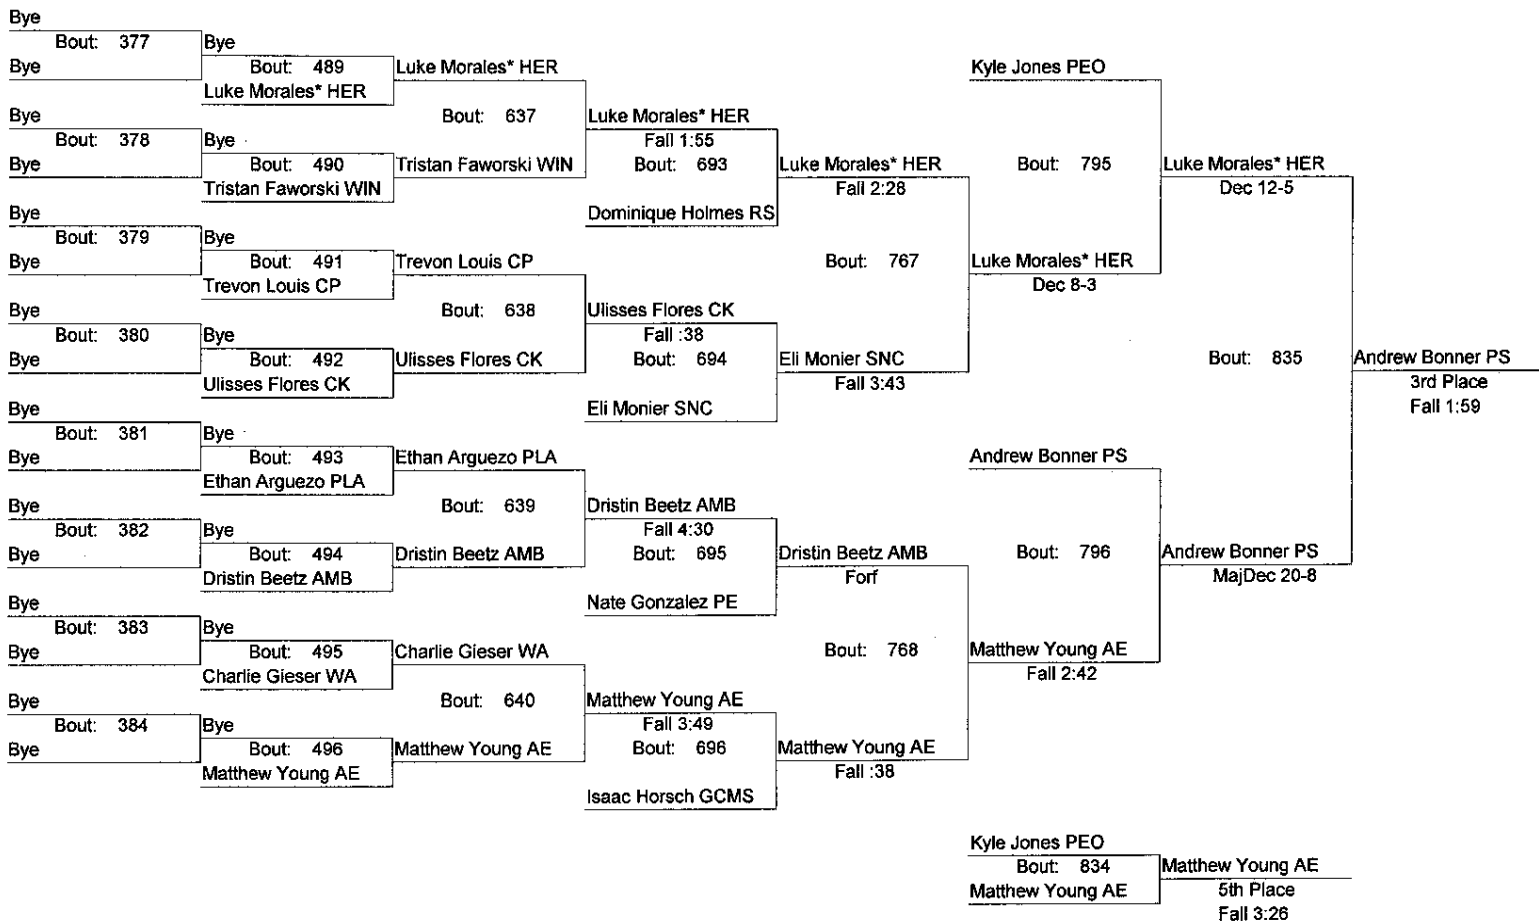 Bye
Bout: 377
Bye
Bye
Bout: 489
Luke Morales* HER
Luke Morales* HER
Bye
Bout: 378
Bye
Bye
Bout: 490
Tristan Faworski WIN
Bout: 637
Tristan Faworski WIN
Luke Morales* HER
Fall 1:55
Bout: 693
Dominique Holmes RS
Luke Morales* HER
Fall 2:28
Bye
Bout: 379
Bye
Bye
Bout: 491
Trevon Louis CP
Trevon Louis CP
Bye
Bout: 380
Bye
Bye
Bout: 492
Ulisses Flores CK
Bout: 638
Ulisses Flores CK
Ulisses Flores CK
Fall :38
Bout: 694
Eli Monier SNC
Eli Monier SNC
Fall 3:43
Bout: 767
Luke Morales* HER
Dec 8-3
Kyle Jones PEO
Bout: 795
Luke Morales* HER
Dec 12-5
Bye
Bout: 381
Bye
Bye
Bout: 493
Ethan Arguezo PLA
Ethan Arguezo PLA
Bye
Bout: 382
Bye
Bye
Bout: 494
Dristin Beetz AMB
Bout: 639
Dristin Beetz AMB
Dristin Beetz AMB
Fall 4:30
Bout: 695
Nate Gonzalez PE
Dristin Beetz AMB
Forf
Bye
Bout: 383
Bye
Bye
Bout: 495
Charlie Gieser WA
Charlie Gieser WA
Bye
Bout: 384
Bye
Bye
Bout: 496
Matthew Young AE
Bout: 640
Matthew Young AE
Matthew Young AE
Fall 3:49
Bout: 696
Isaac Horsch GCMS
Matthew Young AE
Fall :38
Bout: 768
Matthew Young AE
Fall 2:42
Andrew Bonner PS
Bout: 796
Andrew Bonner PS
MajDec 20-8
Bout: 835
Andrew Bonner PS
3rd Place
Fall 1:59
Kyle Jones PEO
Bout: 834
Matthew Young AE
Matthew Young AE
5th Place
Fall 3:26